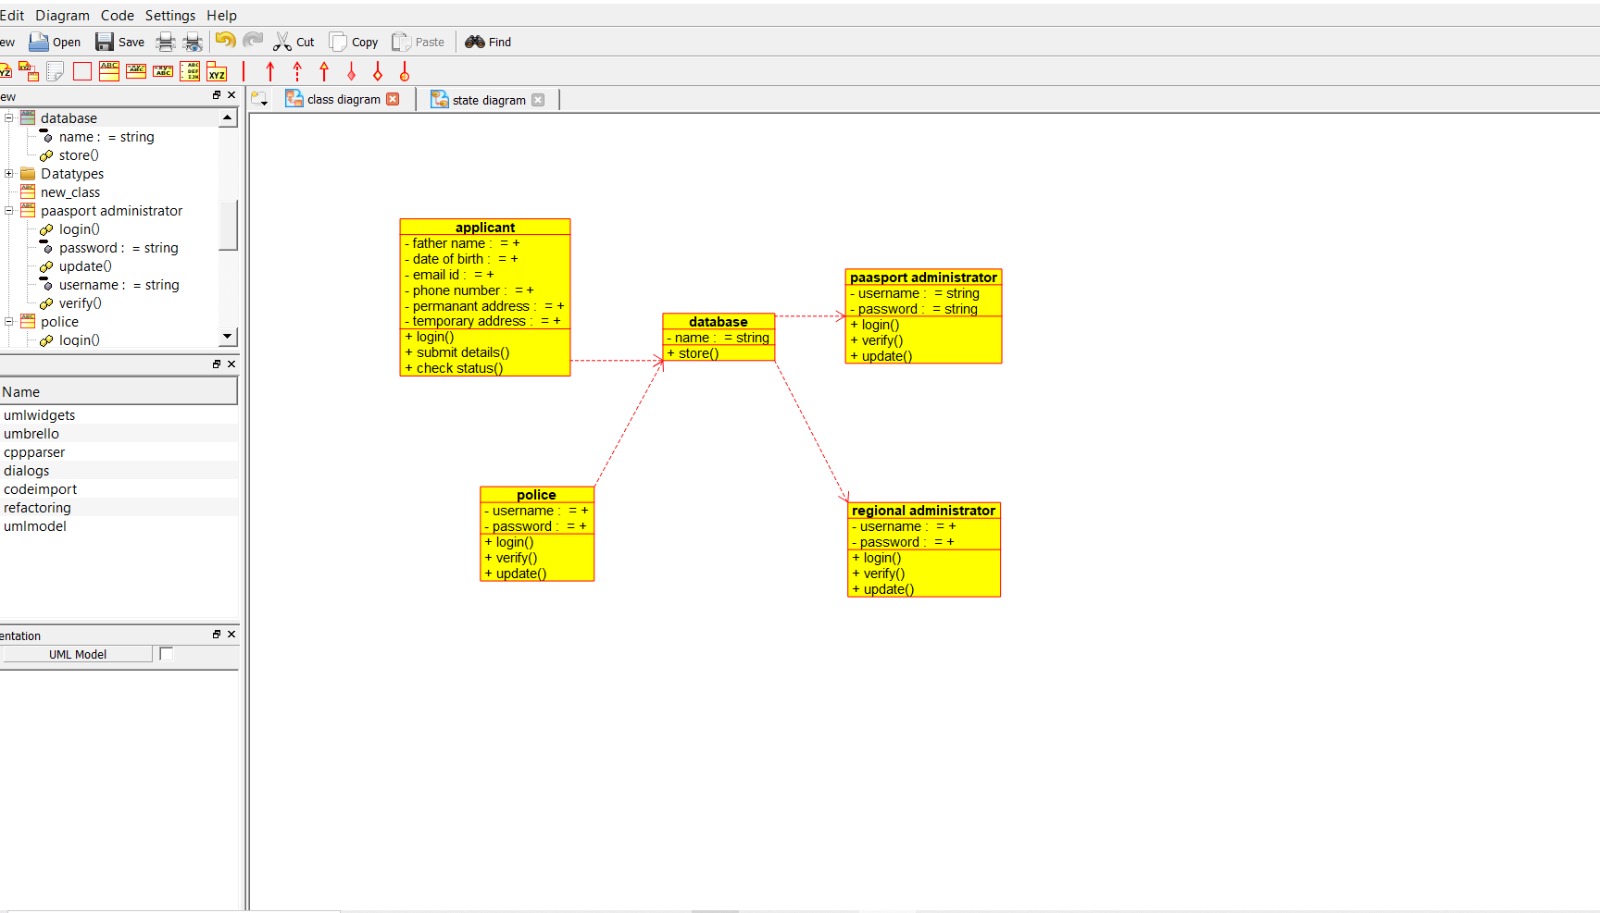 Edit Diagram Code Settings Help
ew Open Save Cut Copy Paste Find
ew
class diagram
state diagram
database
name : = string
store()
Datatypes
new_class
paasport administrator
login()
password : = string
update()
username : = string
verify()
police
login()
Name
umlwidgets
umbrello
cppparser
dialogs
codeimport
refactoring
umlmodel
entation
UML Model
applicant
- father name : = +
- date of birth : = +
- email id : = +
- phone number : = +
- permanant address : = +
- temporary address : = +
+ login()
+ submit details()
+ check status()
database
- name : = string
+ store()
paasport administrator
- username : = string
- password : = string
+ login()
+ verify()
+ update()
police
- username : = +
- password : = +
+ login()
+ verify()
+ update()
regional administrator
- username : = +
- password : = +
+ login()
+ verify()
+ update()